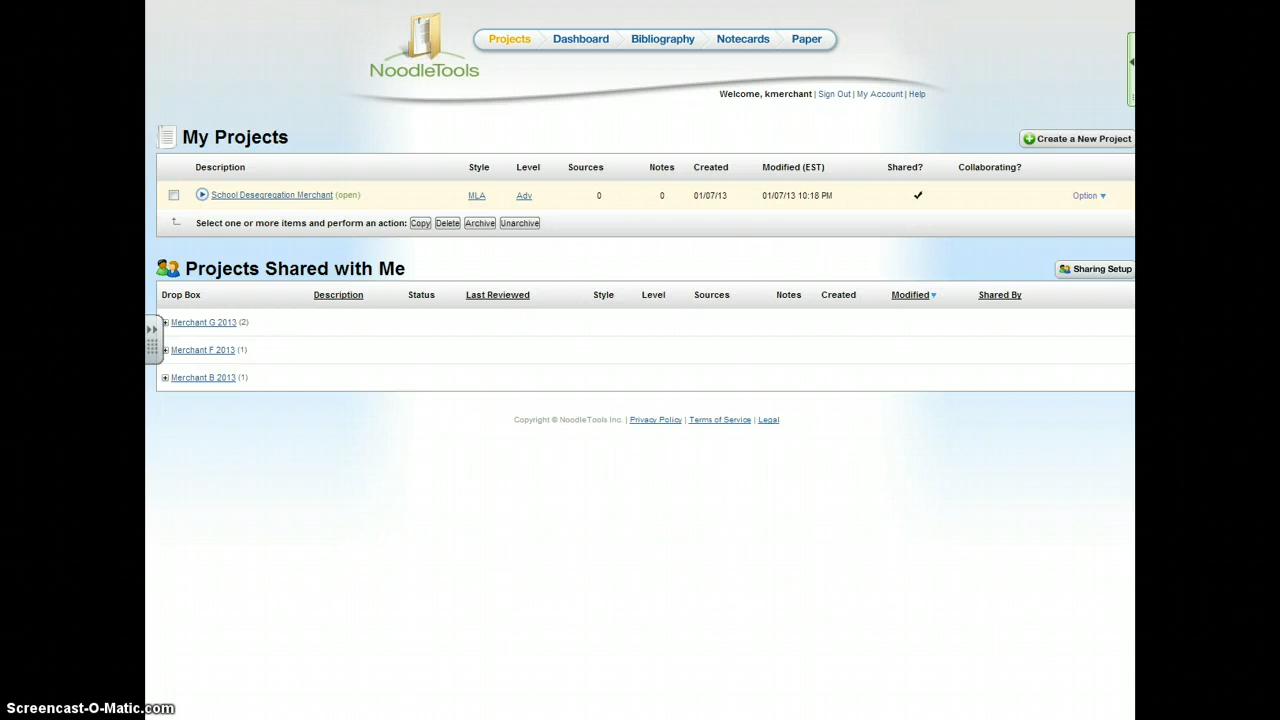 Projects Dashboard Bibliography Notecards Paper
NoodleTools
Welcome, kmerchant | Sign Out | My Account | Help
My Projects
Create a New Project
Description Style Level Sources Notes Created Modified (EST) Shared? Collaborating?
School Desegregation Merchant (open) MLA Adv 0 0 01/07/13 01/07/13 10:18 PM Option
Select one or more items and perform an action: Copy Delete Archive Unarchive
Projects Shared with Me
Sharing Setup
Drop Box Description Status Last Reviewed Style Level Sources Notes Created Modified Shared By
Merchant G 2013 (2)
Merchant F 2013 (1)
Merchant B 2013 (1)
Copyright © NoodleTools Inc. | Privacy Policy | Terms of Service | Legal
Screencast-O-Matic.com